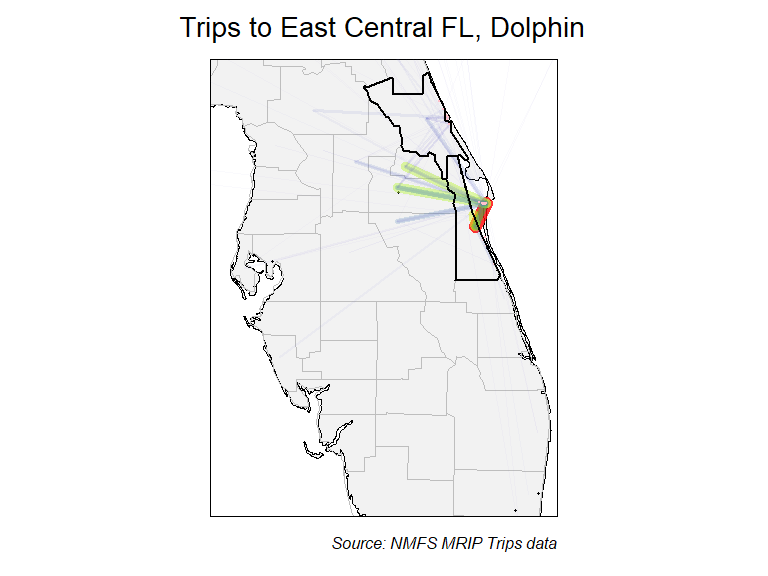 Trips to East Central FL, Dolphin
Source: NMFS MRIP Trips data